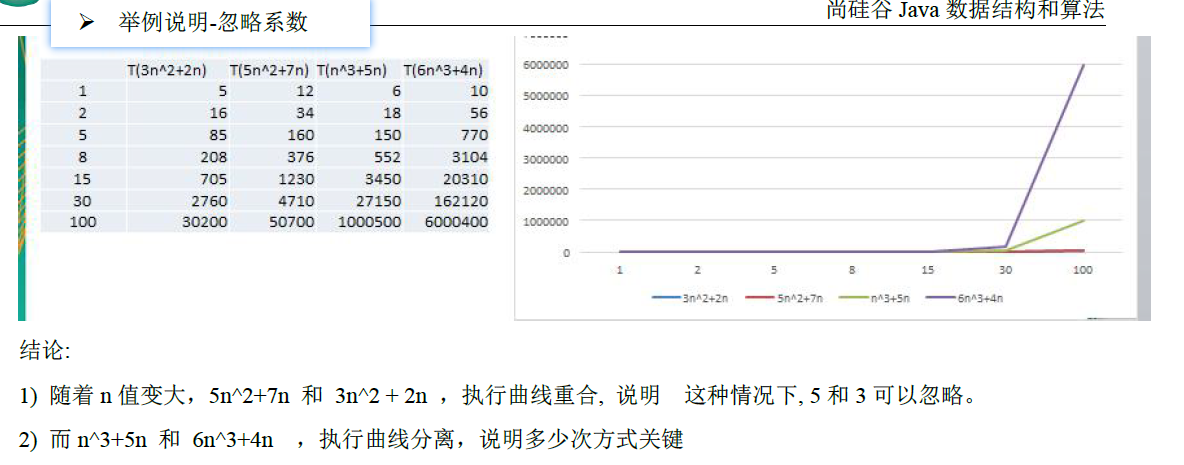 尚硅谷 Java 数据结构和算法
➢ 举例说明-忽略系数
T(3n^2+2n) T(5n^2+7n) T(n^3+5n) T(6n^3+4n)
1 5 12 6 10
2 16 34 18 56
5 85 160 150 770
8 208 376 552 3104
15 705 1230 3450 20310
30 2760 4710 27150 162120
100 30200 50700 1000500 6000400
6000000
5000000
4000000
3000000
2000000
1000000
0
1 2 5 8 15 30 100
3n^2+2n 5n^2+7n n^3+5n 6n^3+4n
结论:
1) 随着 n 值变大，5n^2+7n 和 3n^2 + 2n ，执行曲线重合, 说明 这种情况下, 5 和 3 可以忽略。
2) 而 n^3+5n 和 6n^3+4n ，执行曲线分离，说明多少次方式关键